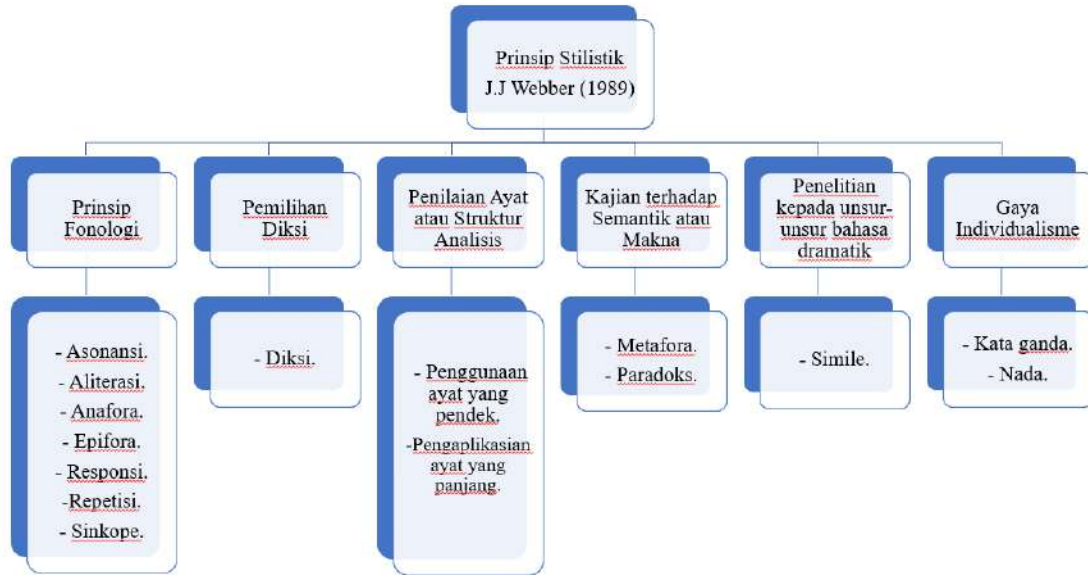 Prinsip Stilistik
J.J Webber (1989)
Prinsip
Fonologi
Pemilihan
Diksi
Penilaian Ayat
atau Struktur
Analisis
Kajian terhadap
Semantik atau
Makna
Penelitian
kepada unsur-
unsur bahasa
dramatik
Gaya
Individualisme
- Asonansi.
- Aliterasi.
- Anafora.
- Epifora.
- Responsi.
-Repetisi.
- Sinkope.
- Diksi.
- Penggunaan
ayat yang
pendek.
-Pengaplikasian
ayat yang
panjang.
- Metafora.
- Paradoks.
- Simile.
- Kata ganda.
- Nada.